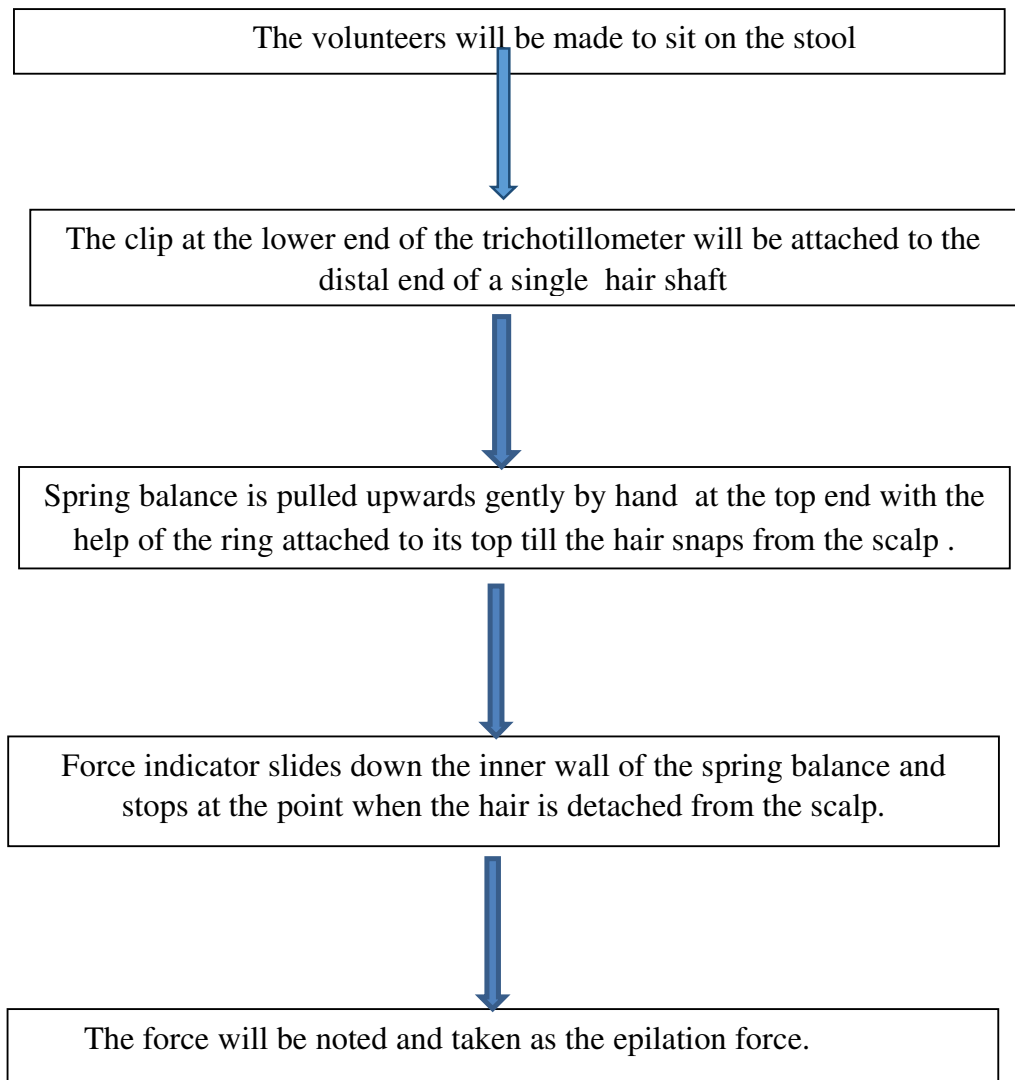 The volunteers will be made to sit on the stool
The clip at the lower end of the trichotillometer will be attached to the
distal end of a single  hair shaft
Spring balance is pulled upwards gently by hand  at the top end with the
help of the ring attached to its top till the hair snaps from the scalp .
Force indicator slides down the inner wall of the spring balance and
stops at the point when the hair is detached from the scalp.
The force will be noted and taken as the epilation force.